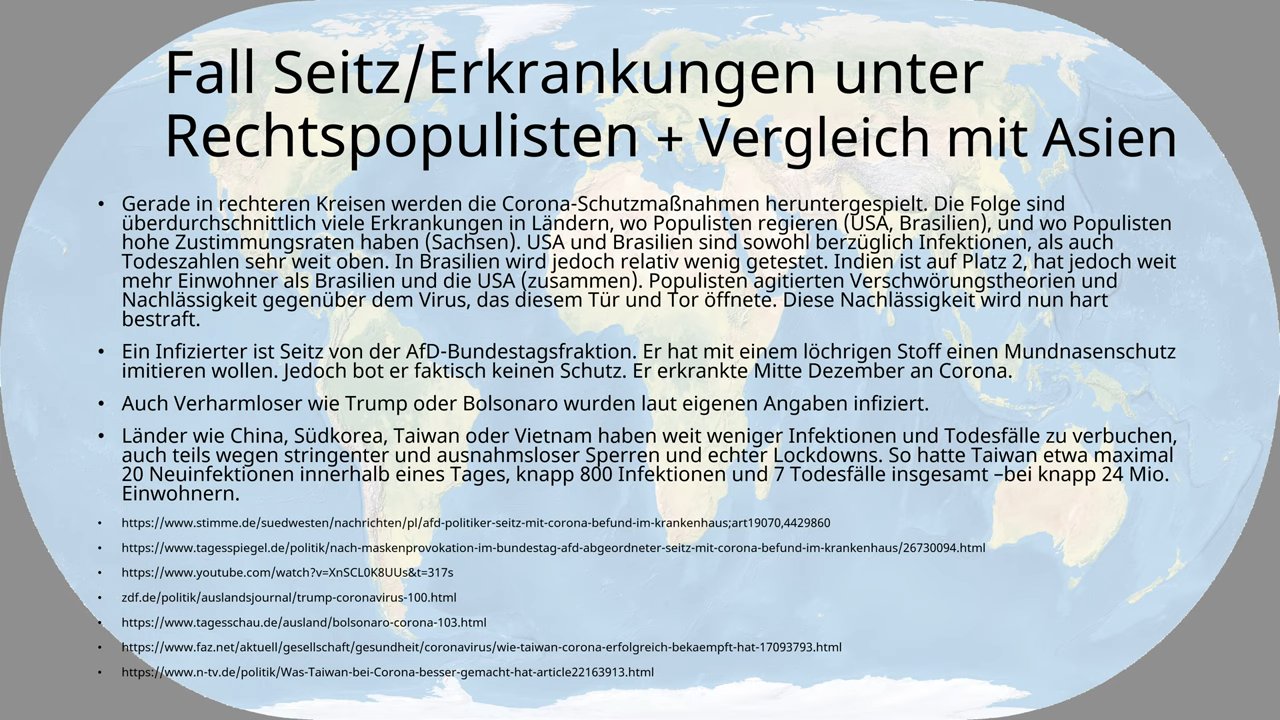 Fall Seitz/Erkrankungen unter
Rechtspopulisten + Vergleich mit Asien
• Gerade in rechteren Kreisen werden die Corona-Schutzmaßnahmen heruntergespielt. Die Folge sind
überdurchschnittlich viele Erkrankungen in Ländern, wo Populisten regieren (USA, Brasilien), und wo Populisten
hohe Zustimmungsraten haben (Sachsen). USA und Brasilien sind sowohl berzüglich Infektionen, als auch
Todeszahlen sehr weit oben. In Brasilien wird jedoch relativ wenig getestet. Indien ist auf Platz 2, hat jedoch weit
mehr Einwohner als Brasilien und die USA (zusammen). Populisten agitierten Verschwörungstheorien und
Nachlässigkeit gegenüber dem Virus, das diesem Tür und Tor öffnete. Diese Nachlässigkeit wird nun hart
bestraft.
• Ein Infizierter ist Seitz von der AfD-Bundestagsfraktion. Er hat mit einem löchrigen Stoff einen Mundnasenschutz
imitieren wollen. Jedoch bot er faktisch keinen Schutz. Er erkrankte Mitte Dezember an Corona.
• Auch Verharmloser wie Trump oder Bolsonaro wurden laut eigenen Angaben infiziert.
• Länder wie China, Südkorea, Taiwan oder Vietnam haben weit weniger Infektionen und Todesfälle zu verbuchen,
auch teils wegen stringenter und ausnahmsloser Sperren und echter Lockdowns. So hatte Taiwan etwa maximal
20 Neuinfektionen innerhalb eines Tages, knapp 800 Infektionen und 7 Todesfälle insgesamt –bei knapp 24 Mio.
Einwohnern.
• https://www.stimme.de/suedwesten/nachrichten/pl/afd-politiker-seitz-mit-corona-befund-im-krankenhaus;art19070,4429860
• https://www.tagesspiegel.de/politik/nach-maskenprovokation-im-bundestag-afd-abgeordneter-seitz-mit-corona-befund-im-krankenhaus/26730094.html
• https://www.youtube.com/watch?v=XnSCL0K8UUs&t=317s
• zdf.de/politik/auslandsjournal/trump-coronavirus-100.html
• https://www.tagesschau.de/ausland/bolsonaro-corona-103.html
• https://www.faz.net/aktuell/gesellschaft/gesundheit/coronavirus/wie-taiwan-corona-erfolgreich-bekaempft-hat-17093793.html
• https://www.n-tv.de/politik/Was-Taiwan-bei-Corona-besser-gemacht-hat-article22163913.html